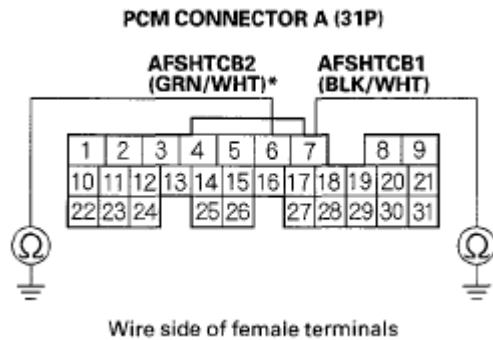 PCM CONNECTOR A (31P)
AFSHTCB2 AFSHTCB1
(GRN/WHT)* (BLK/WHT)
1 2 3 4 5 6 7 8 9
10 11 12 13 14 15 16 17 18 19 20 21
22 23 24 25 26 27 28 29 30 31
Ω Ω
Wire side of female terminals